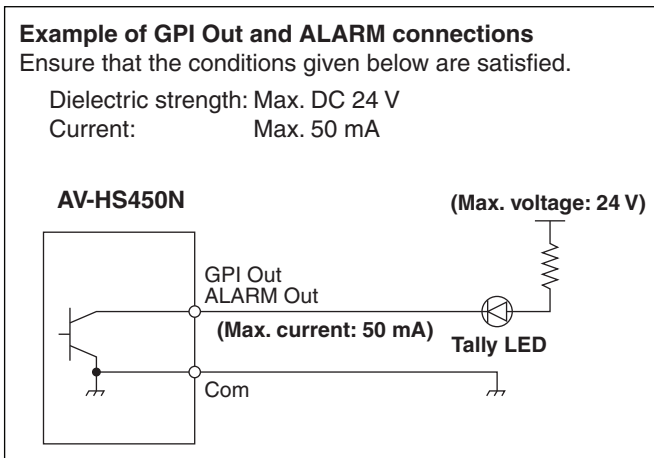 Example of GPI Out and ALARM connections
Ensure that the conditions given below are satisfied.
Dielectric strength: Max. DC 24 V
Current: Max. 50 mA
AV-HS450N
(Max. voltage: 24 V)
GPI Out
ALARM Out
(Max. current: 50 mA)
Tally LED
Com